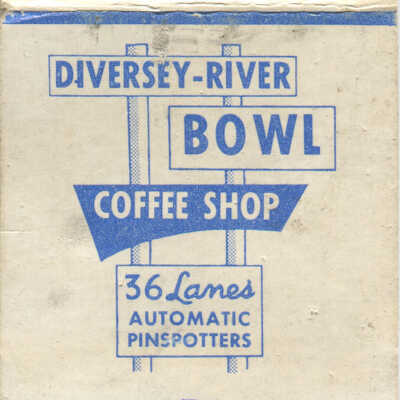 DIVERSEY-RIVER
BOWL
COFFEE SHOP
36 Lanes
AUTOMATIC
PINSPOTTERS